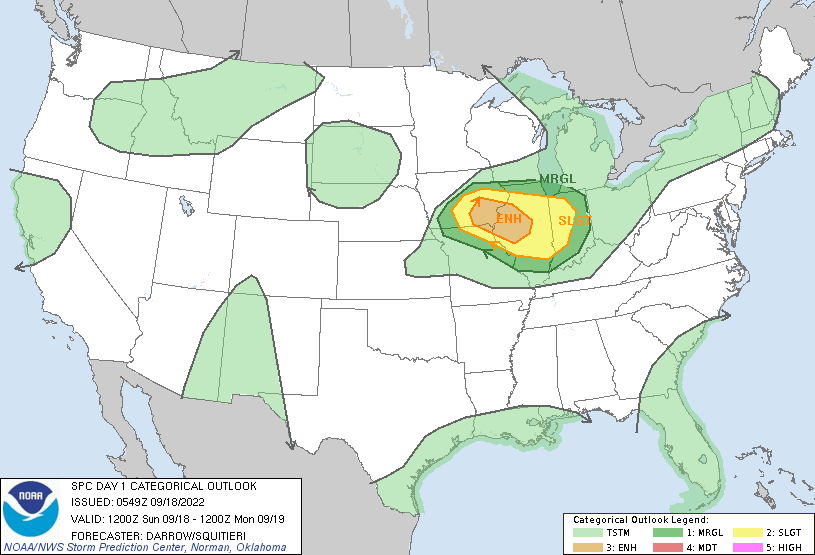 MRGL
ENH
SLGT
NOAA
SPC DAY 1 CATEGORICAL OUTLOOK
ISSUED: 0549Z 09/18/2022
VALID: 1200Z Sun 09/18 - 1200Z Mon 09/19
FORECASTER: DARROW/SQUITIERI
NOAA/NWS Storm Prediction Center, Norman, Oklahoma
Categorical Outlook Legend:
TSTM 1: MRGL 2: SLGT
3: ENH 4: MDT 5: HIGH